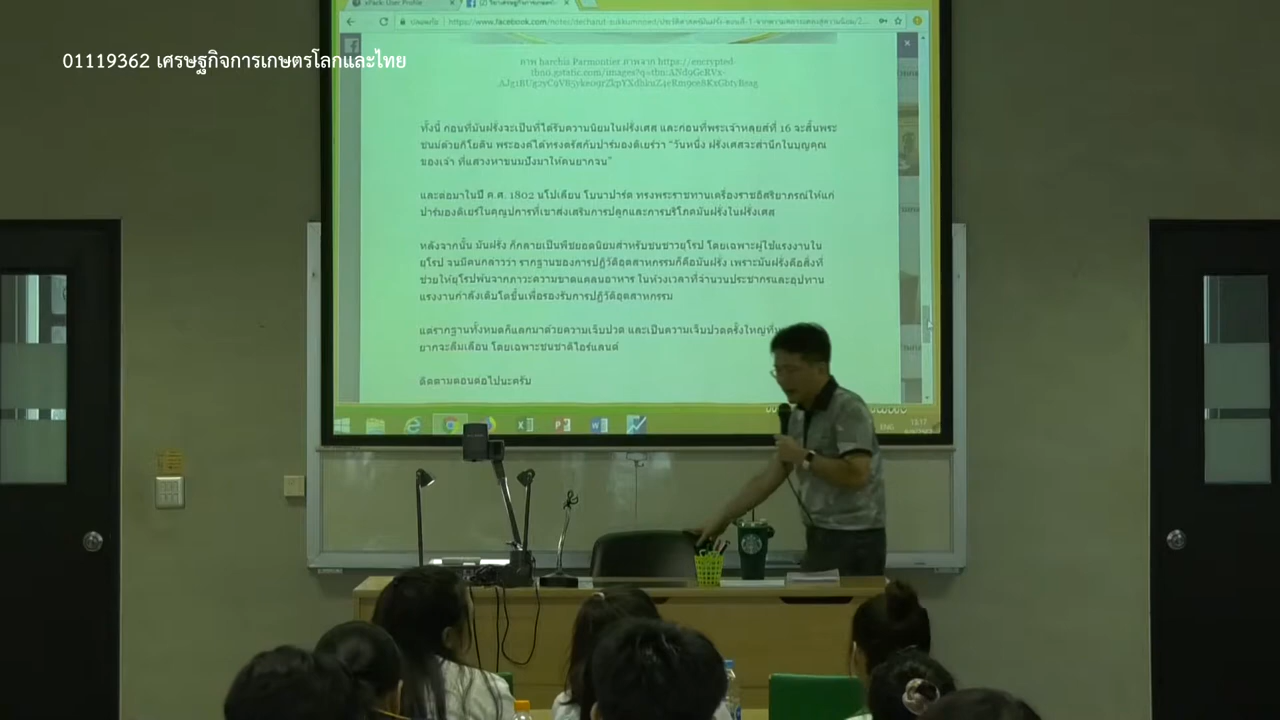 01119362 เศรษฐกิจการเกษตรโลกและไทย
xPack: User Profile
https://www.facebook.com/notes/decharut-sukkumnoed/
ภาพ harchis Parmontier ภาพจาก https://encrypted-
ทั้งนี้ ก่อนที่มันฝรั่งจะเป็นที่ได้รับความนิยมในฝรั่งเศส และก่อนที่พระเจ้าหลุยส์ที่ 16 จะสิ้นพระ
ชนม์ด้วยกิโยติน พระองค์ได้ทรงตรัสกับปาร์มองติเยร์ว่า "วันหนึ่ง ฝรั่งเศสจะสำนึกในบุญคุณ
ของเจ้า ที่แสวงหาขนมปังมาให้คนยากจน"
และต่อมาในปี ค.ศ. 1802 นโปเลียน โบนาปาร์ต ทรงพระราชทานเครื่องราชอิสริยาภรณ์ให้แก่
ปาร์มองติเยร์ในคุณูปการที่เขาส่งเสริมการปลูกและการบริโภคมันฝรั่งในฝรั่งเศส
หลังจากนั้น มันฝรั่ง ก็กลายเป็นพืชยอดนิยมสำหรับชนชาวยุโรป โดยเฉพาะผู้ใช้แรงงานใน
ยุโรป จนมีคนกล่าวว่า รากฐานของการปฏิวัติอุตสาหกรรมก็คือมันฝรั่ง เพราะมันฝรั่งคือสิ่งที่
ช่วยให้ยุโรปพ้นจากภาวะความขาดแคลนอาหาร ในห้วงเวลาที่จำนวนประชากรและอุปทาน
แรงงานกำลังเติบโตขึ้นเพื่อรองรับการปฏิวัติอุตสาหกรรม
แต่รากฐานทั้งหมดก็แลกมาด้วยความเจ็บปวด และเป็นความเจ็บปวดครั้งใหญ่ที่
ยากจะลืมเลือน โดยเฉพาะชนชาติไอร์แลนด์
ติดตามตอนต่อไปนะครับ
ENG
13:17